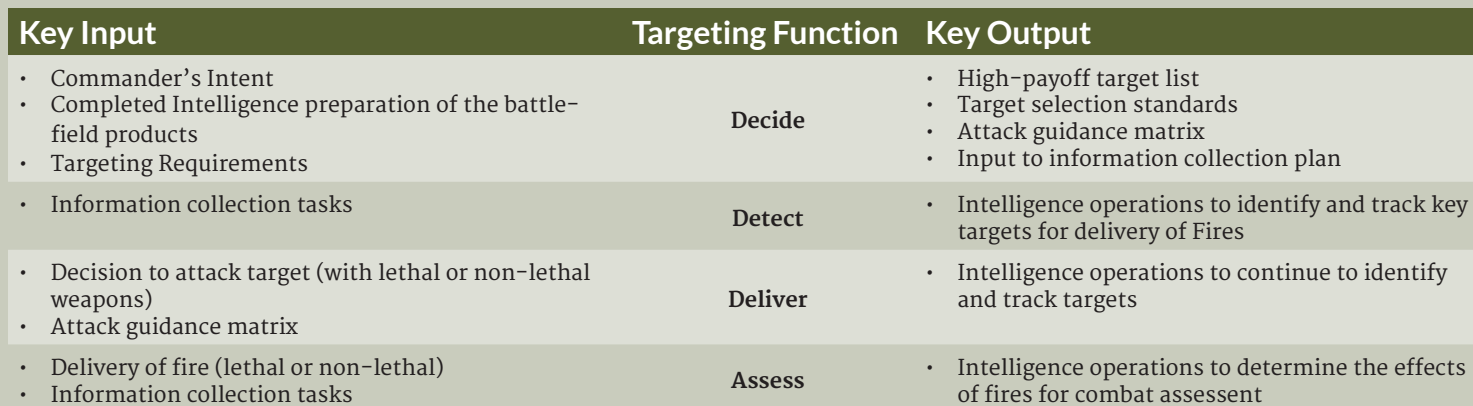 Key Input Targeting Function Key Output
• Commander's Intent
• Completed Intelligence preparation of the battle-
field products
• Targeting Requirements
Decide
• High-payoff target list
• Target selection standards
• Attack guidance matrix
• Input to information collection plan
• Information collection tasks
Detect
• Intelligence operations to identify and track key
targets for delivery of Fires
• Decision to attack target (with lethal or non-lethal
weapons)
• Attack guidance matrix
Deliver
• Intelligence operations to continue to identify
and track targets
• Delivery of fire (lethal or non-lethal)
• Information collection tasks
Assess
• Intelligence operations to determine the effects
of fires for combat assessent